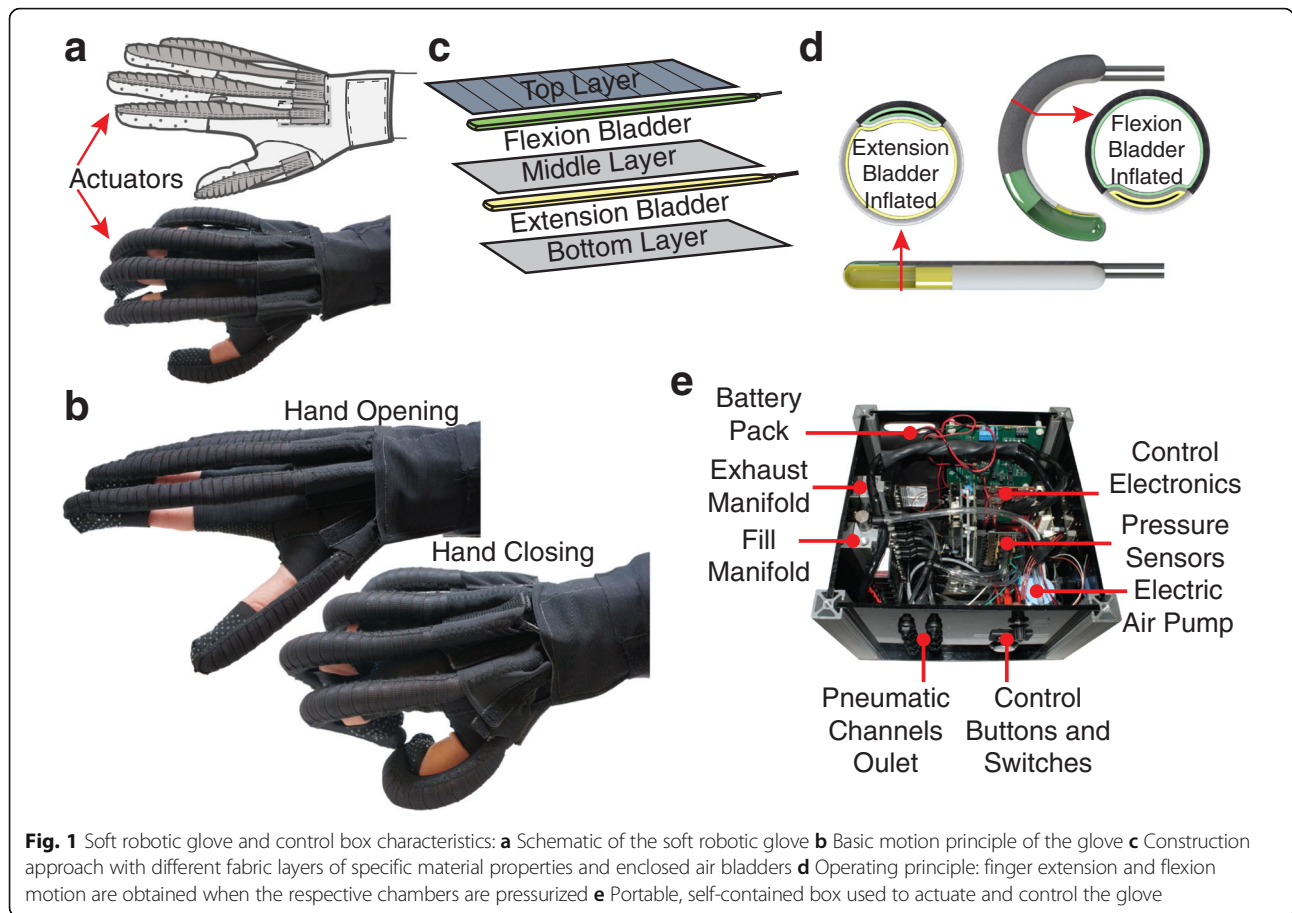 a
Actuators
b
Hand Opening
Hand Closing
c
Top Layer
Flexion Bladder
Middle Layer
Extension Bladder
Bottom Layer
d
Extension
Bladder
Inflated
Flexion
Bladder
Inflated
e
Battery
Pack
Exhaust
Manifold
Fill
Manifold
Control
Electronics
Pressure
Sensors
Electric
Air Pump
Pneumatic
Channels
Oulet
Control
Buttons and
Switches
Fig. 1 Soft robotic glove and control box characteristics: a Schematic of the soft robotic glove b Basic motion principle of the glove c Construction
approach with different fabric layers of specific material properties and enclosed air bladders d Operating principle: finger extension and flexion
motion are obtained when the respective chambers are pressurized e Portable, self-contained box used to actuate and control the glove